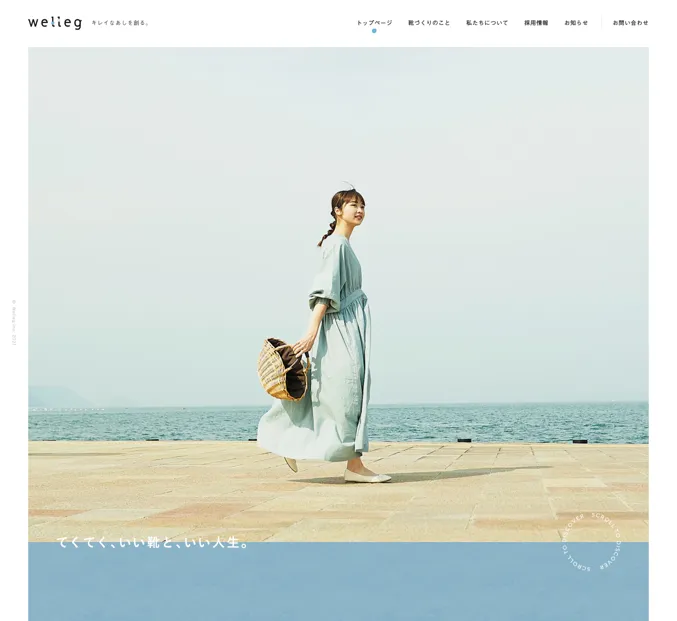 welleg キレイなあしを創る。
トップページ 靴づくりのこと 私たちについて 採用情報 お知らせ お問い合わせ
てくてく、いい靴と、いい人生。
SCROLL TO DISCOVER SCROLL TO DISCOVER